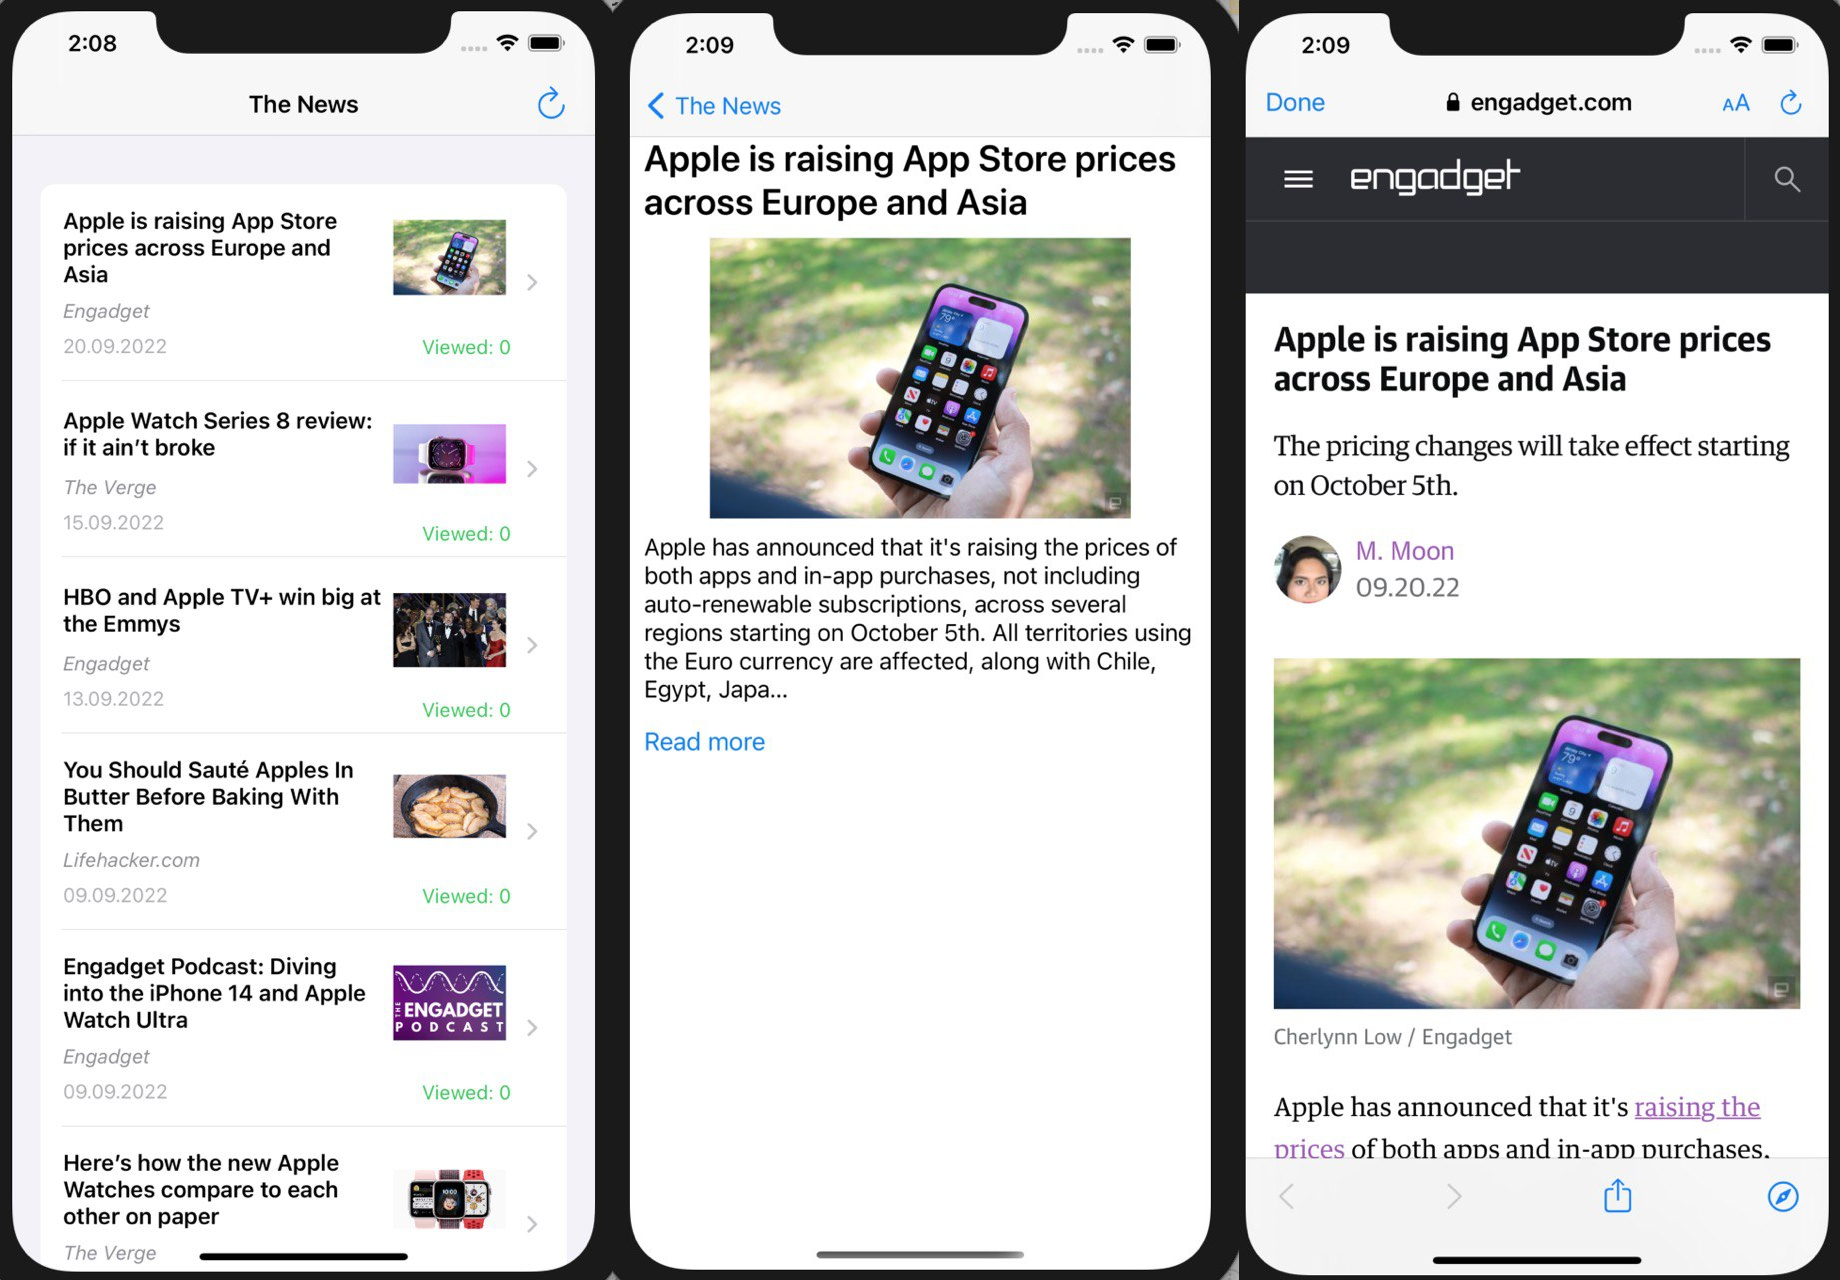 2:08
The News
Apple is raising App Store
prices across Europe and
Asia
Engadget
20.09.2022
Viewed: 0
Apple Watch Series 8 review:
if it ain’t broke
The Verge
15.09.2022
Viewed: 0
HBO and Apple TV+ win big at
the Emmys
Engadget
13.09.2022
Viewed: 0
You Should Sauté Apples In
Butter Before Baking With
Them
Lifehacker.com
09.09.2022
Viewed: 0
Engadget Podcast: Diving
into the iPhone 14 and Apple
Watch Ultra
THE
ENGADGET
PODCAST
Engadget
09.09.2022
Viewed: 0
Here’s how the new Apple
Watches compare to each
other on paper
10:00
The Verge
2:09
The News
Apple is raising App Store prices
across Europe and Asia
79°
Apple has announced that it's raising the prices of
both apps and in-app purchases, not including
auto-renewable subscriptions, across several
regions starting on October 5th. All territories using
the Euro currency are affected, along with Chile,
Egypt, Japa...
Read more
2:09
Done
engadget.com
AA
engadget
Apple is raising App Store prices
across Europe and Asia
The pricing changes will take effect starting
on October 5th.
M. Moon
09.20.22
79°
Cherlynn Low / Engadget
Apple has announced that it's raising the
prices of both apps and in-app purchases,